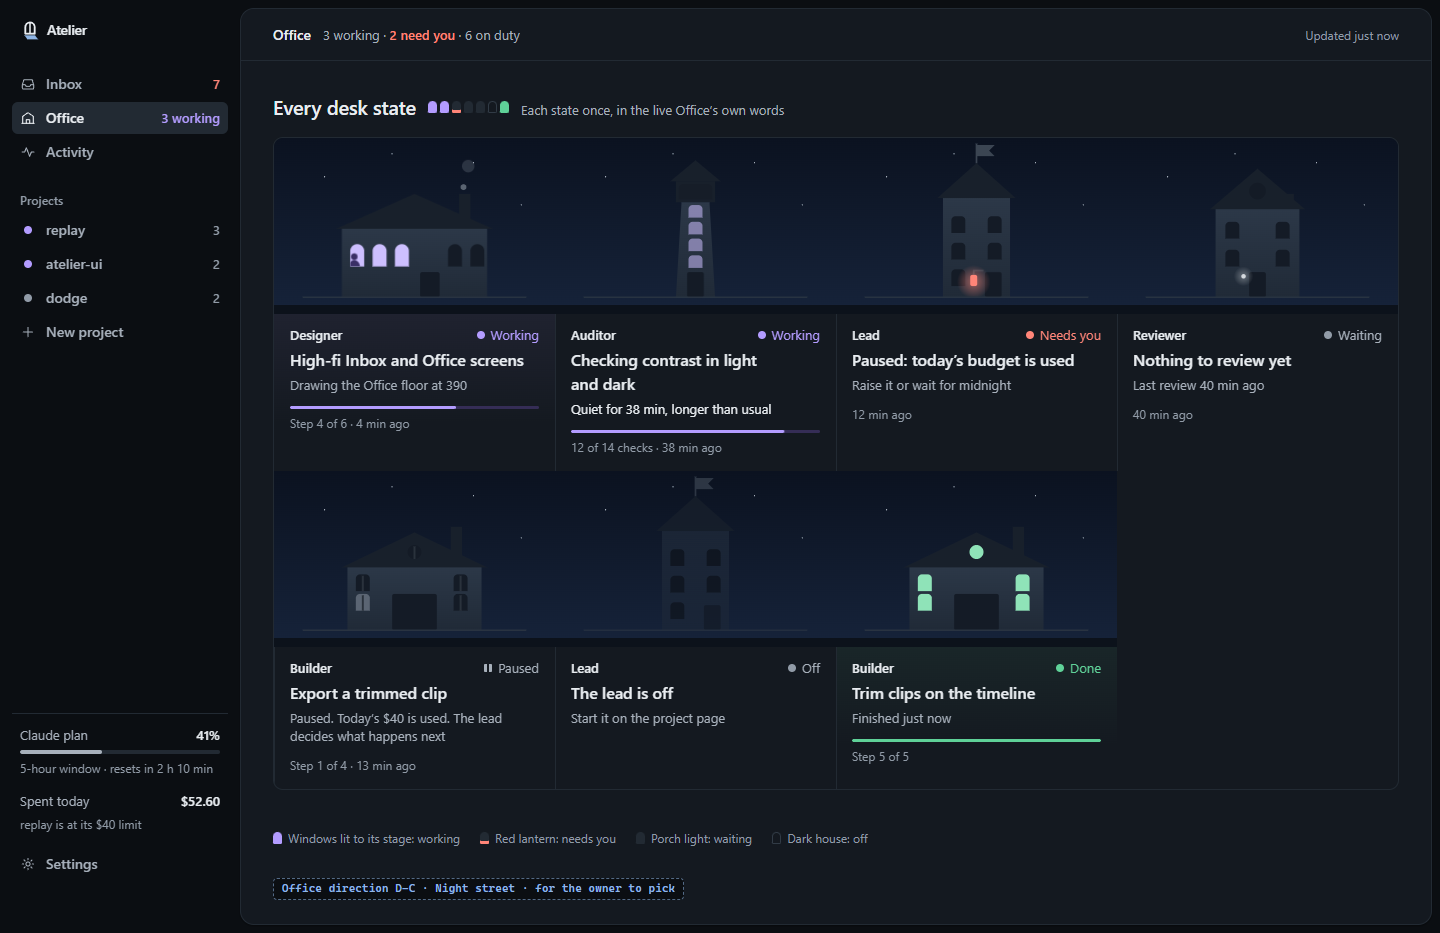 Atelier
Inbox 7
Office 3 working
Activity
Projects
replay 3
atelier-ui 2
dodge 2
New project
Claude plan 41%
5-hour window · resets in 2 h 10 min
Spent today $52.60
replay is at its $40 limit
Settings
Office 3 working · 2 need you · 6 on duty
Updated just now
Every desk state Each state once, in the live Office's own words
Designer Working
High-fi Inbox and Office screens
Drawing the Office floor at 390
Step 4 of 6 · 4 min ago
Auditor Working
Checking contrast in light
and dark
Quiet for 38 min, longer than usual
12 of 14 checks · 38 min ago
Lead Needs you
Paused: today's budget is used
Raise it or wait for midnight
12 min ago
Reviewer Waiting
Nothing to review yet
Last review 40 min ago
40 min ago
Builder Paused
Export a trimmed clip
Paused. Today's $40 is used. The lead
decides what happens next
Step 1 of 4 · 13 min ago
Lead Off
The lead is off
Start it on the project page
Builder Done
Trim clips on the timeline
Finished just now
Step 5 of 5
Windows lit to its stage: working Red lantern: needs you Porch light: waiting Dark house: off
Office direction D–C · Night street · for the owner to pick